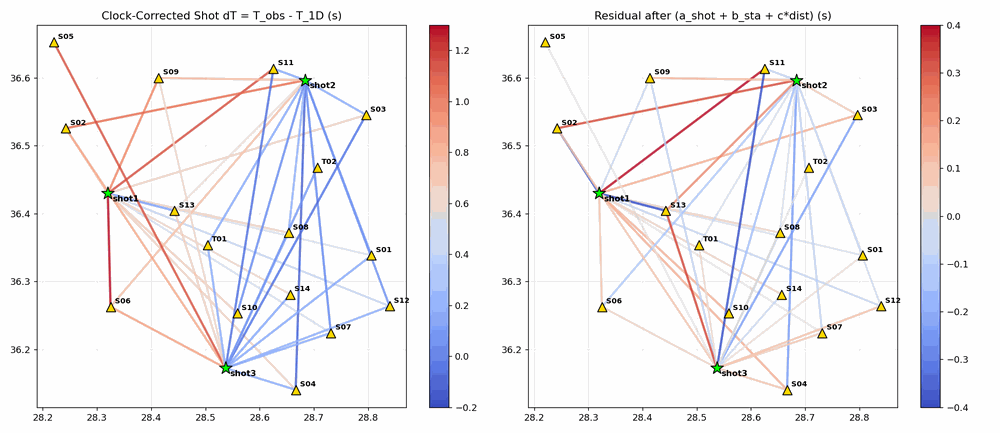 Clock-Corrected Shot dT = T_obs - T_1D (s)
S05
S11
S09
shot2
36.6
S03
S02
36.5
T02
shot1
S13
36.4
S08
T01
S01
36.3
S14
S12
S06
S10
S07
36.2
shot3
S04
28.2 28.3 28.4 28.5 28.6 28.7 28.8
1.2
1.0
0.8
0.6
0.4
0.2
0.0
−0.2
Residual after (a_shot + b_sta + c*dist) (s)
S05
S11
S09
shot2
36.6
S03
S02
36.5
T02
shot1
S13
36.4
S08
T01
S01
36.3
S14
S12
S06
S10
S07
36.2
shot3
S04
28.2 28.3 28.4 28.5 28.6 28.7 28.8
0.4
0.3
0.2
0.1
0.0
−0.1
−0.2
−0.3
−0.4